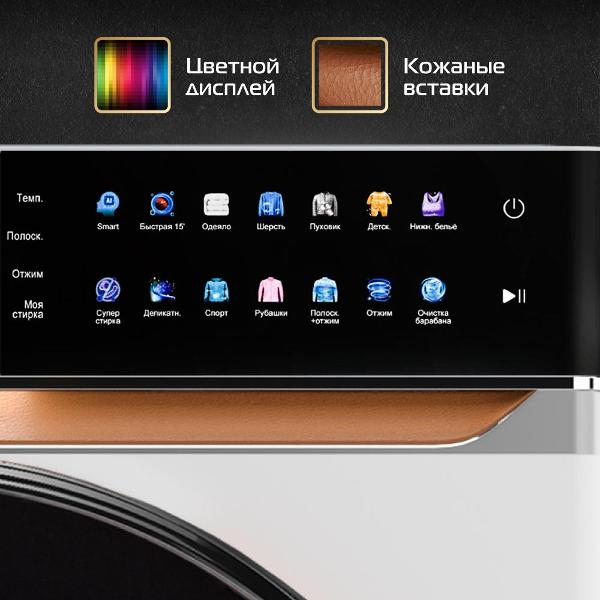 Цветной
дисплей
Кожаные
вставки
Темп.
Полоск.
Отжим
Моя
стирка
AI
Smart
Быстрая 15'
Одеяло
Шерсть
Пуховик
Детск.
Нижн. бельё
Супер
стирка
Деликатн.
Спорт
Рубашки
Полоск.
+отжим
Отжим
Очистка
барабана